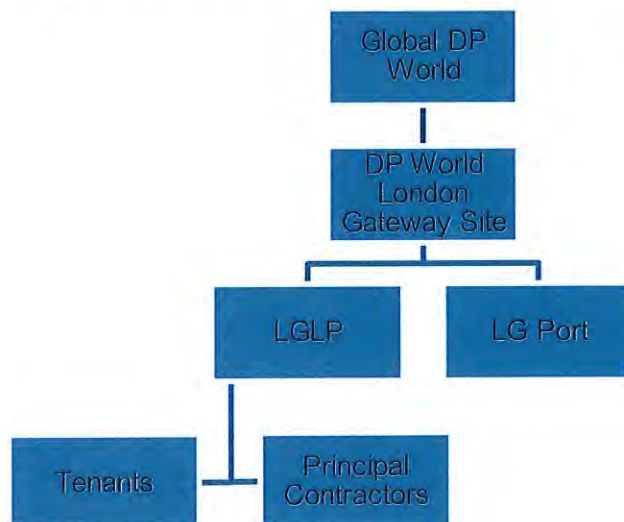 Global DP
World
DP World
London
Gateway Site
LGLP
LG Port
Tenants
Principal
Contractors